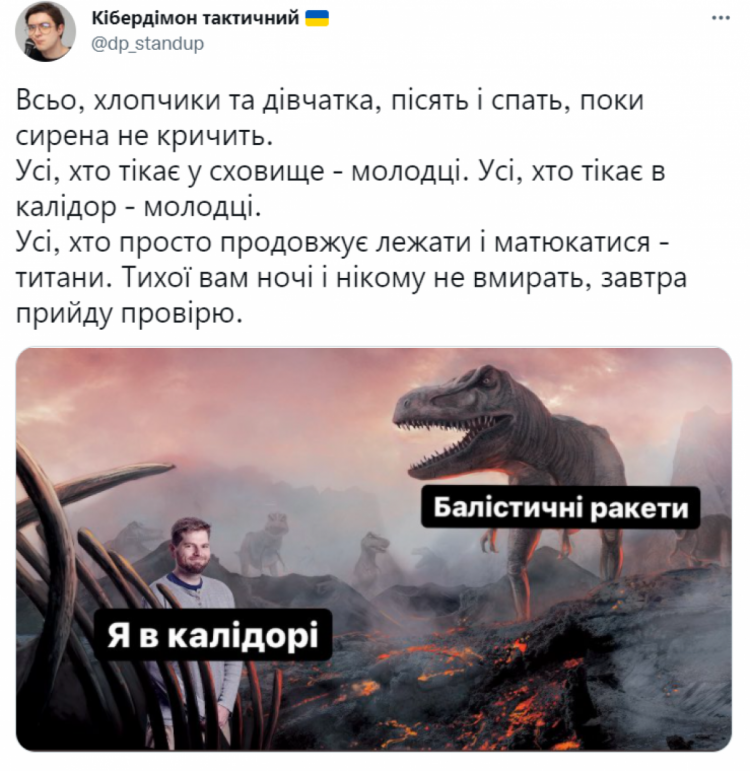 Кібердімон тактичний 🇺🇦
@dp_standup
Всьо, хлопчики та дівчатка, пісять і спать, поки
сирена не кричить.
Усі, хто тікає у сховище - молодці. Усі, хто тікає в
калідор - молодці.
Усі, хто просто продовжує лежати і матюкатися -
титани. Тихої вам ночі і нікому не вмирать, завтра
прийду провірю.
Балістичні ракети
Я в калідорі